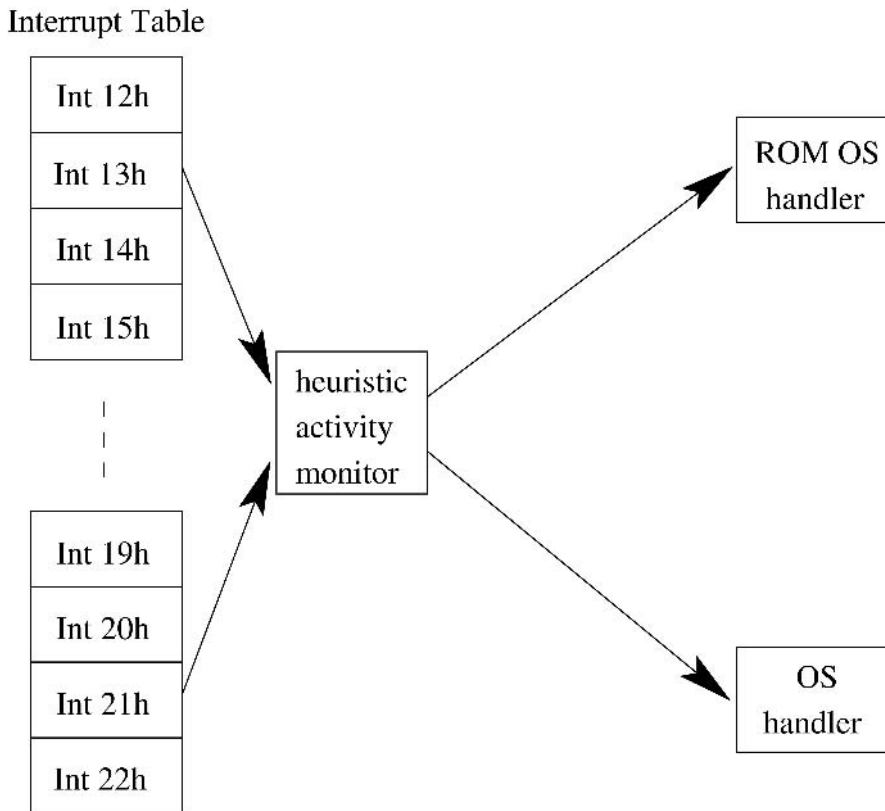 Interrupt Table
Int 12h
Int 13h
Int 14h
Int 15h
Int 19h
Int 20h
Int 21h
Int 22h
heuristic
activity
monitor
ROM OS
handler
OS
handler